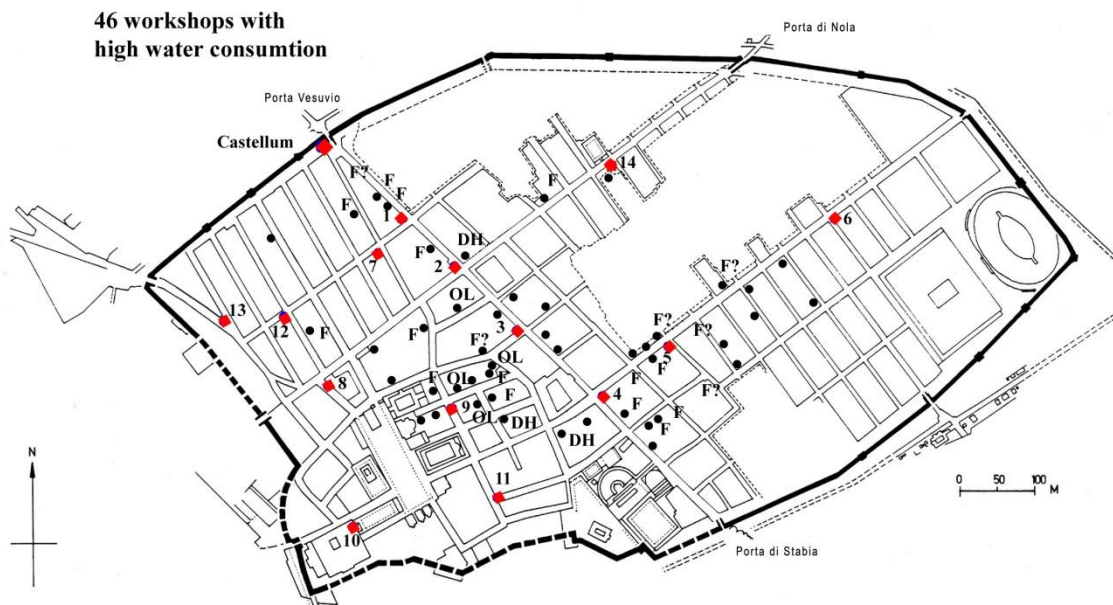 46 workshops with
high water consumtion
Porta di Nola
Porta Vesuvio
Castellum
14
F? F
F
F
1
6
DH
F
7
2
F?
OL
13
12
3
F?
F
F
F?
OL
F?
5
F
F
8
OL
F
F
F?
4
9
F
OL
DH
F
F
F
DH
11
N
0 50 100
M
10
Porta di Stabia